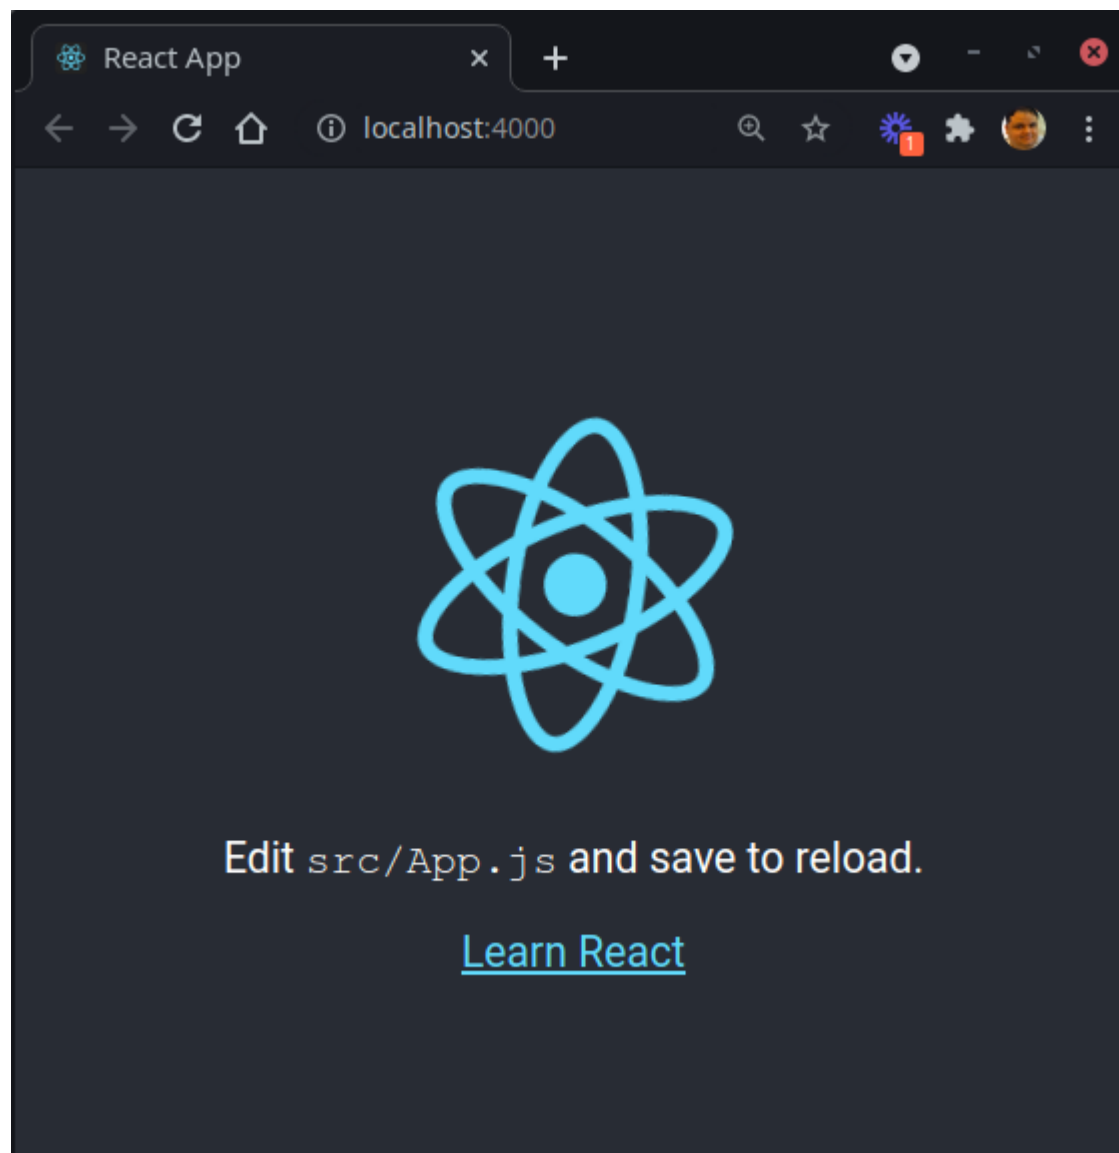 React App
localhost:4000
1
Edit src/App.js and save to reload.
Learn React